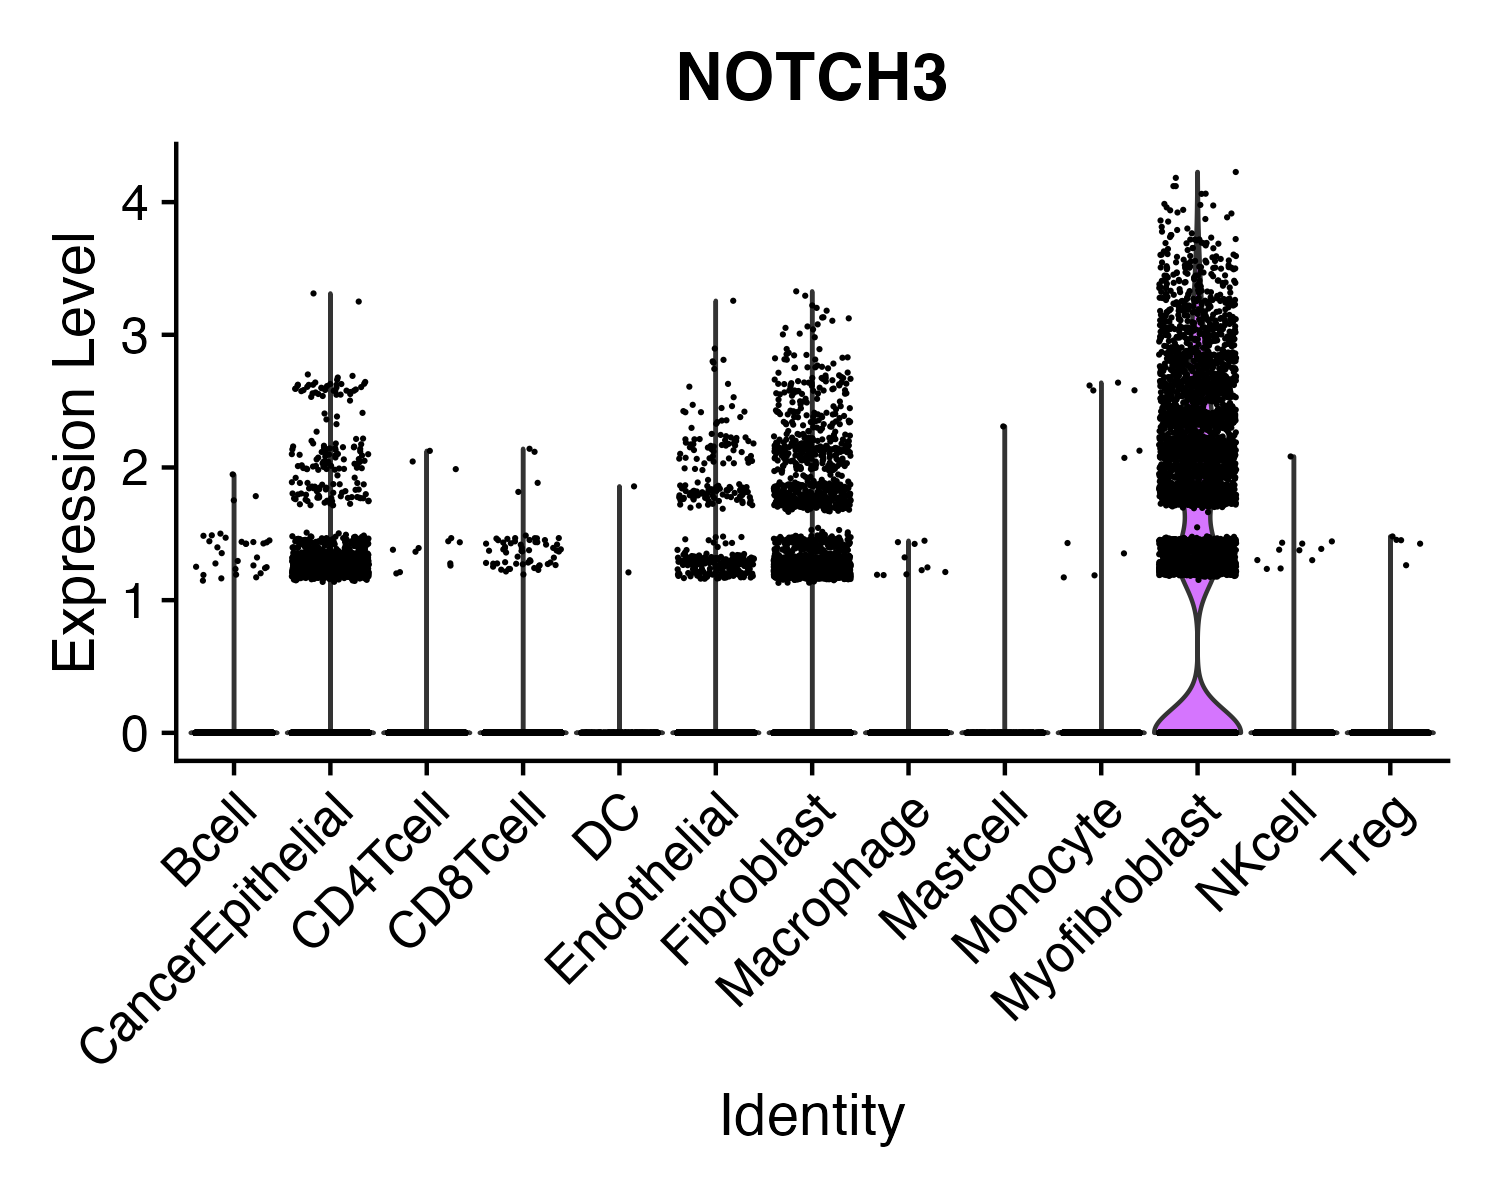 NOTCH3
Expression Level
4
3
2
1
0
Bcell
CancerEpithelial
CD4Tcell
CD8Tcell
DC
Endothelial
Fibroblast
Macrophage
Mastcell
Monocyte
Myofibroblast
NKcell
Treg
Identity